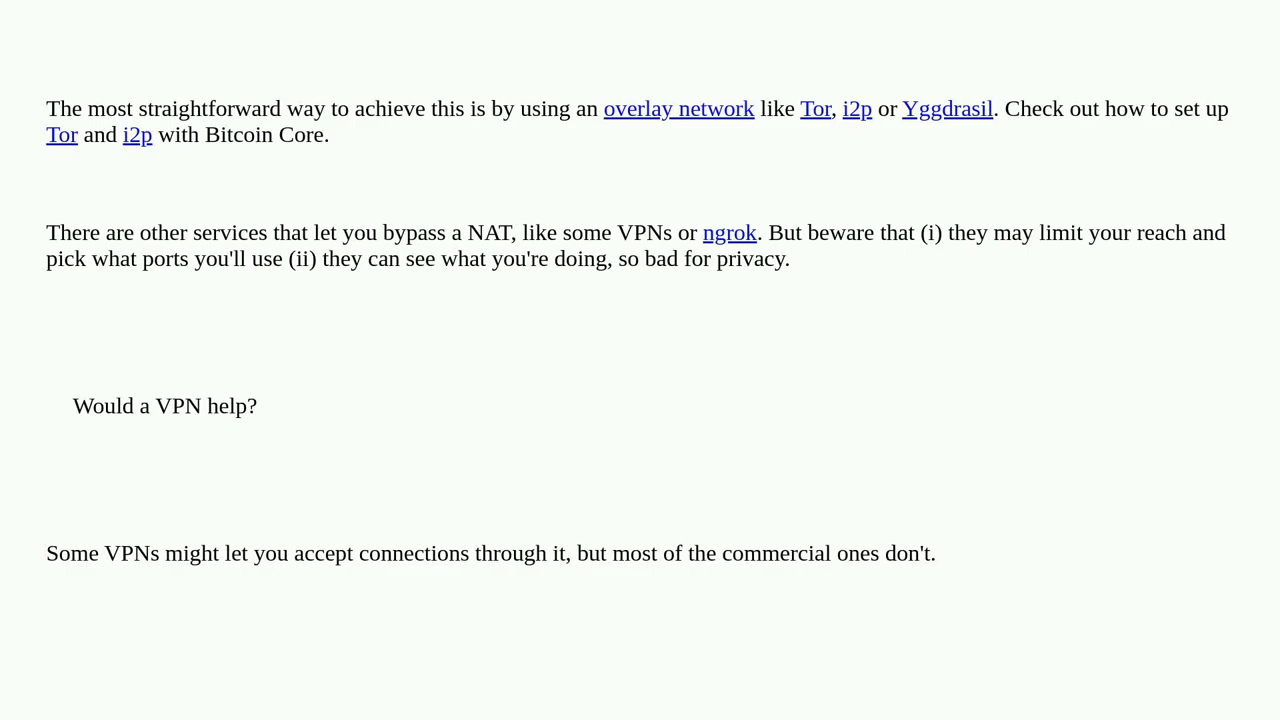 The most straightforward way to achieve this is by using an overlay network like Tor, i2p or Yggdrasil. Check out how to set up
Tor and i2p with Bitcoin Core.
There are other services that let you bypass a NAT, like some VPNs or ngrok. But beware that (i) they may limit your reach and
pick what ports you'll use (ii) they can see what you're doing, so bad for privacy.
Would a VPN help?
Some VPNs might let you accept connections through it, but most of the commercial ones don't.